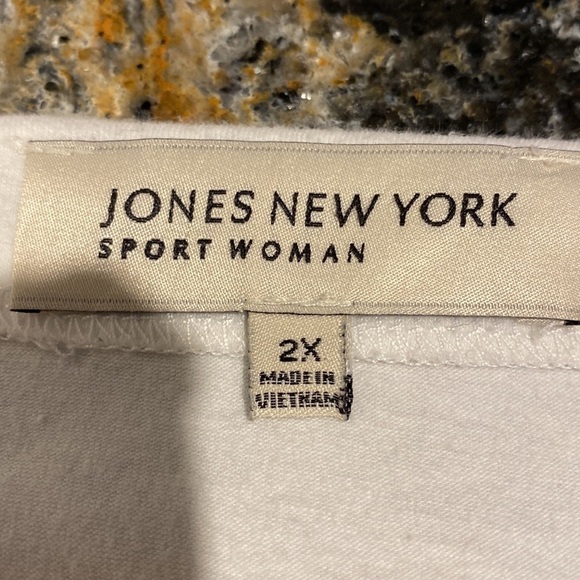 JONES NEW YORK
SPORT WOMAN
2X
MADE IN
VIETNAM